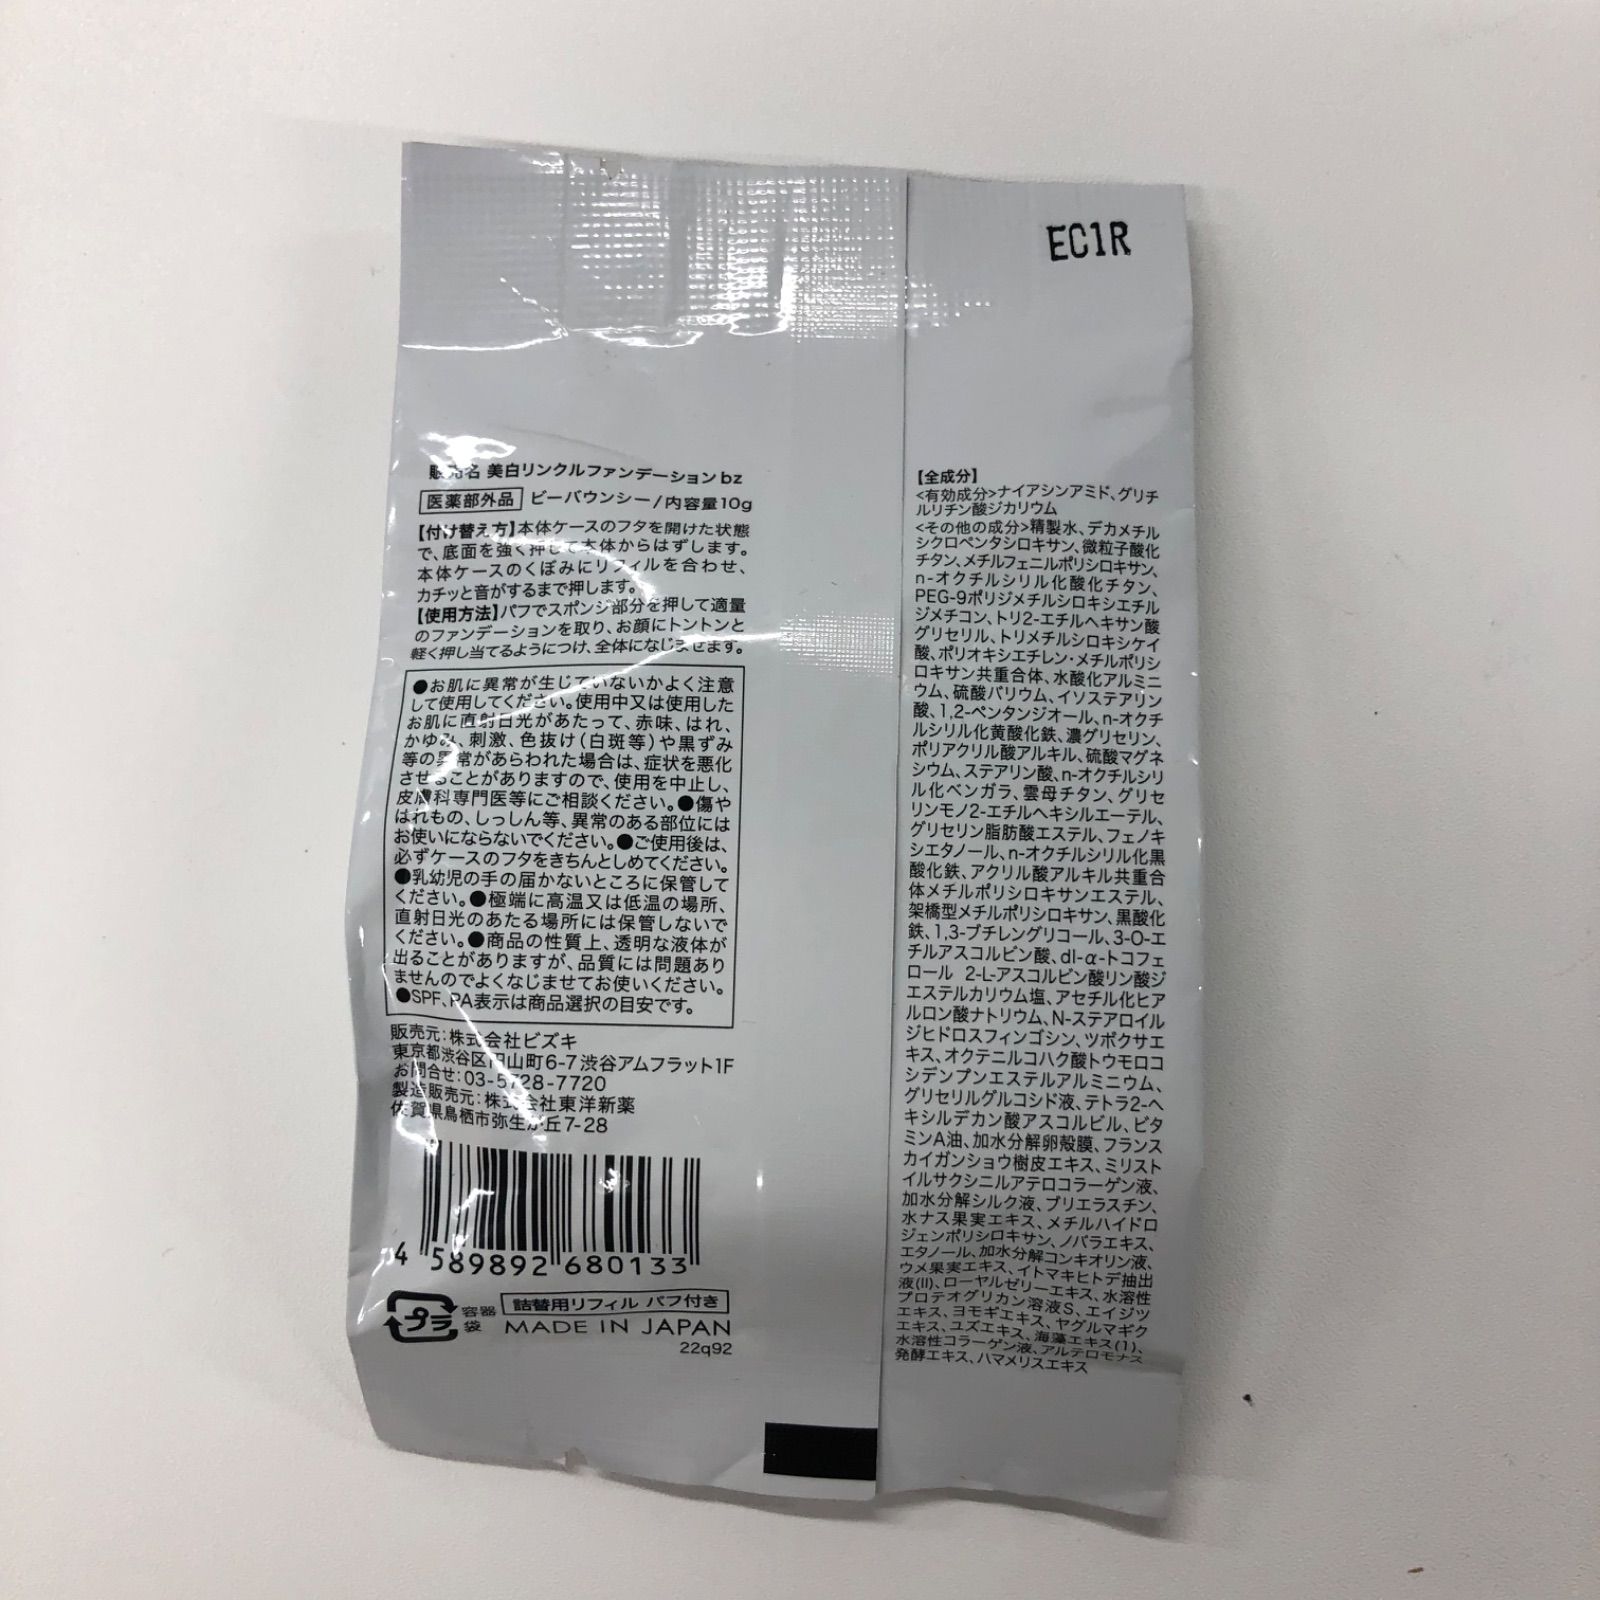 EC1R
販売名 美白リンクルファンデーションbz
医薬部外品 ビーバウンシー/内容量10g
【付け替え方】本体ケースのフタを開けた状態
で、底面を強く押して本体からはずします。
本体ケースのくぼみにリフィルを合わせ、
カチッと音がするまで押します。
【使用方法】パフでスポンジ部分を押して適量
のファンデーションを取り、お顔にトントンと
軽く押し当てるようにつけ、全体になじませます。
●お肌に異常が生じていないかよく注意
して使用してください。使用中又は使用した
お肌に直射日光があたって、赤味、はれ、
かゆみ、刺激、色抜け(白斑等)や黒ずみ
等の異常があらわれた場合は、症状を悪化
させることがありますので、使用を中止し、
皮膚科専門医等にご相談ください。●傷や
はれもの、しっしん等、異常のある部位には
お使いにならないでください。●ご使用後は、
必ずケースのフタをきちんとしめてください。
●乳幼児の手の届かないところに保管して
ください。●極端に高温又は低温の場所、
直射日光のあたる場所には保管しないで
ください。●商品の性質上、透明な液体が
出ることがありますが、品質には問題あり
ませんのでよくなじませてお使いください。
●SPF、PA表示は商品選択の目安です。
販売元:株式会社ビズキ
東京都渋谷区円山町6-7 渋谷アムフラット1F
お問合せ:03-5728-7720
製造販売元:株式会社東洋新薬
佐賀県鳥栖市弥生が丘7-28
4 589892 680133
プラ 容器
袋
詰替用リフィル パフ付き
MADE IN JAPAN
22q92
【全成分】
<有効成分>ナイアシンアミド、グリチ
ルリチン酸ジカリウム
<その他の成分>精製水、デカメチル
シクロペンタシロキサン、微粒子酸化
チタン、メチルフェニルポリシロキサン、
n-オクチルシリル化酸化チタン、
PEG-9ポリジメチルシロキシエチル
ジメチコン、トリ2-エチルヘキサン酸
グリセリル、トリメチルシロキシケイ
酸、ポリオキシエチレン・メチルポリシ
ロキサン共重合体、水酸化アルミニ
ウム、硫酸バリウム、イソステアリン
酸、1,2-ペンタンジオール、n-オクチ
ルシリル化黄酸化鉄、濃グリセリン、
ポリアクリル酸アルキル、硫酸マグネ
シウム、ステアリン酸、n-オクチルシリ
ル化ベンガラ、雲母チタン、グリセ
リンモノ2-エチルヘキシルエーテル、
グリセリン脂肪酸エステル、フェノキ
シエタノール、n-オクチルシリル化黒
酸化鉄、アクリル酸アルキル共重合
体メチルポリシロキサンエステル、
架橋型メチルポリシロキサン、黒酸化
鉄、1,3-ブチレングリコール、3-O-エ
チルアスコルビン酸、dl-α-トコフェ
ロール 2-L-アスコルビン酸リン酸ジ
エステルカリウム塩、アセチル化ヒア
ルロン酸ナトリウム、N-ステアロイル
ジヒドロスフィンゴシン、ツボクサエ
キス、オクテニルコハク酸トウモロコ
シデンプンエステルアルミニウム、
グリセリルグルコシド液、テトラ2-ヘ
キシルデカン酸アスコルビル、ビタ
ミンA油、加水分解卵殻膜、フランス
カイガンショウ樹皮エキス、ミリスト
イルサクシニルアテロコラーゲン液、
加水分解シルク液、ブリエラスチン、
水ナス果実エキス、メチルハイドロ
ジェンポリシロキサン、ノバラエキス、
エタノール、加水分解コンキオリン液、
ウメ果実エキス、イトマキヒトデ抽出
液(II)、ローヤルゼリーエキス、水溶性
プロテオグリカン溶液S、エイジツ
エキス、ヨモギエキス、ヤグルマギク
エキス、ユズエキス、海藻エキス(1)、
水溶性コラーゲン液、アルテロモナス
発酵エキス、ハマメリスエキス